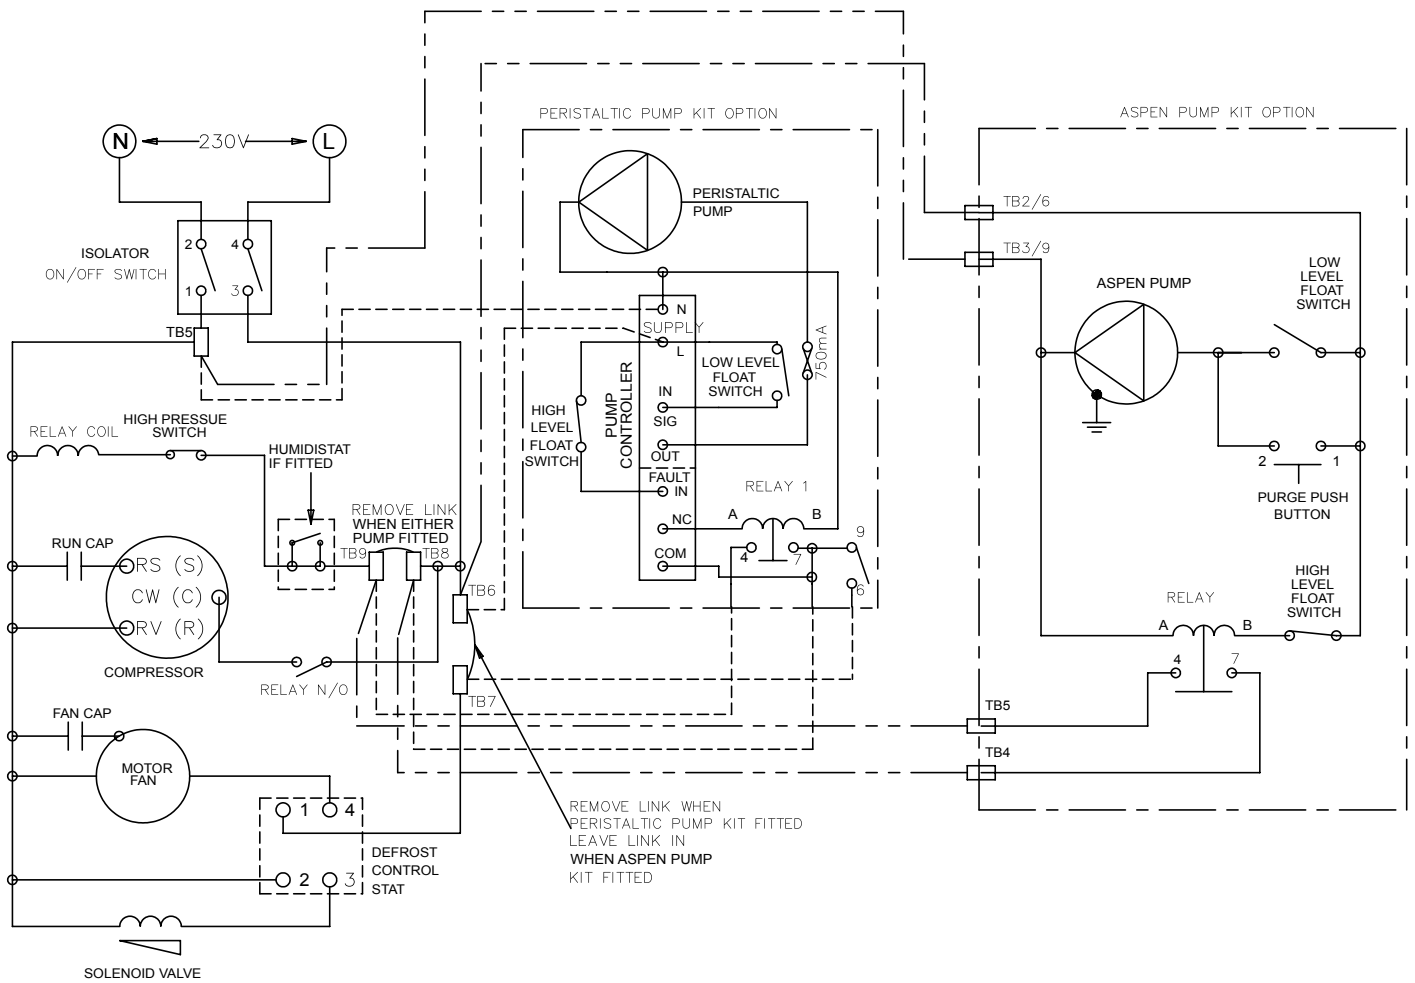 PERISTALTIC PUMP KIT OPTION
ASPEN PUMP KIT OPTION
N
230V
L
ISOLATOR
ON/OFF SWITCH
2
4
1
3
TB5
PERISTALTIC
PUMP
TB2/6
TB3/9
ASPEN PUMP
LOW
LEVEL
FLOAT
SWITCH
N
SUPPLY
L
LOW LEVEL
FLOAT
SWITCH
750mA
PUMP
CONTROLLER
IN
SIG
OUT
FAULT
IN
NC
COM
HIGH
LEVEL
FLOAT
SWITCH
RELAY 1
A
B
4
7
9
6
2
1
PURGE PUSH
BUTTON
RELAY COIL
HIGH PRESSUE
SWITCH
HUMIDISTAT
IF FITTED
REMOVE LINK
WHEN EITHER
PUMP FITTED
TB9
TB8
RUN CAP
RS (S)
CW (C)
RV (R)
COMPRESSOR
RELAY N/O
TB6
TB7
RELAY
A
B
4
7
HIGH
LEVEL
FLOAT
SWITCH
TB5
TB4
FAN CAP
MOTOR
FAN
1
4
2
3
DEFROST
CONTROL
STAT
REMOVE LINK WHEN
PERISTALTIC PUMP KIT FITTED
LEAVE LINK IN
WHEN ASPEN PUMP
KIT FITTED
SOLENOID VALVE